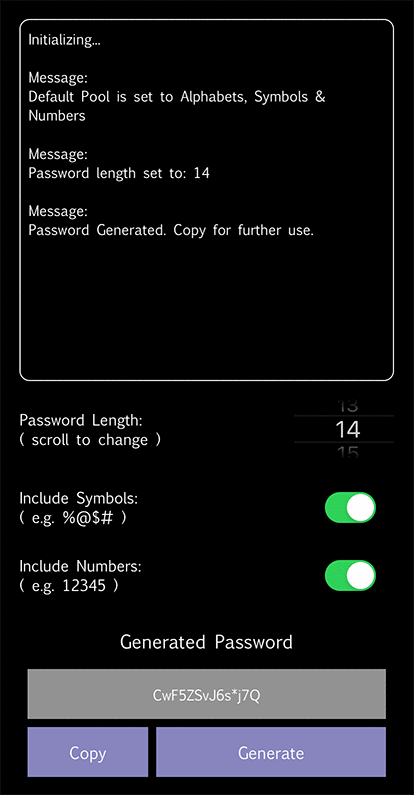 Initializing...
Message:
Default Pool is set to Alphabets, Symbols &
Numbers
Message:
Password length set to: 14
Message:
Password Generated. Copy for further use.
Password Length:
( scroll to change )
13
14
15
Include Symbols:
( e.g. %@$# )
Include Numbers:
( e.g. 12345 )
Generated Password
CwF5ZSvJ6s*j7Q
Copy
Generate